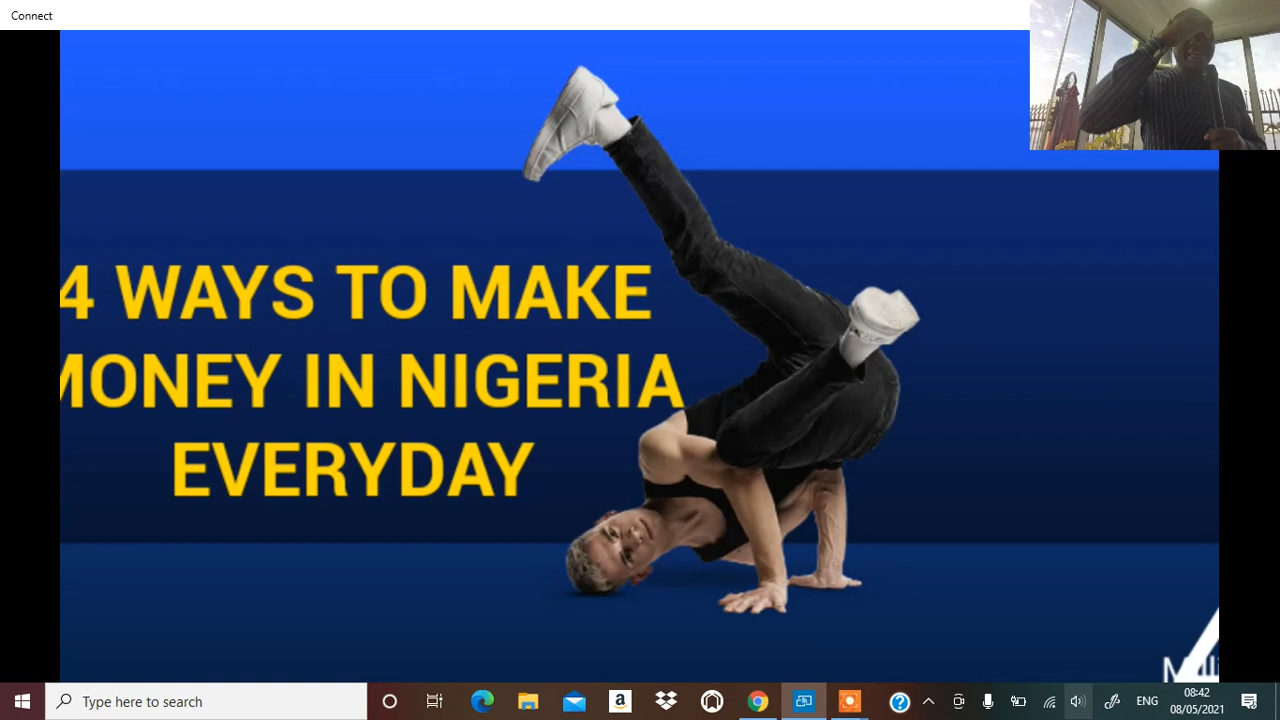 Connect
4 WAYS TO MAKE
MONEY IN NIGERIA
EVERYDAY
Type here to search
ENG
08:42
08/05/2021